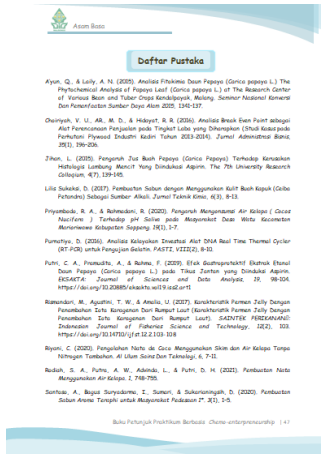 Asam Basa
Daftar Pustaka
A'yun, Q., & Laily, A. N. (2015). Analisis Fitokimia Daun Pepaya (Carica papaya L.) The
Phytochemical Analysis of Papaya Leaf (Carica papaya L.) at The Research Center
of Various Bean and Tuber Crops Kendalpayak, Malang. Seminar Nasional Konversi
Dan Pemanfaatan Sumber Daya Alam 2015, 1341-137.
Choiriyah, V. U., AR, M. D., & Hidayat, R. R. (2016). Analisis Break Even Point sebagai
Alat Perencanaan Penjualan pada Tingkat Laba yang Diharapkan (Studi Kasus pada
Perhutani Plywood Industri Kediri Tahun 2013-2014). Jurnal Administrasi Bisnis,
35(1), 196-206.
Jihan, L. (2015). Pengaruh Jus Buah Pepaya (Carica Pepaya) Terhadap Kerusakan
Histologis Lambung Mencit Yang Diinduksi Aspirin. The 7th University Research
Colloqium, 4(7), 139-145.
Lilis Sukeksi, D. (2017). Pembuatan Sabun dengan Menggunakan Kulit Buah Kapuk (Ceiba
Petandra) Sebagai Sumber Alkali. Jurnal Teknik Kimia, 6(3), 8-13.
Priyambada, R. A., & Rahmadani, R. (2020). Pengaruh Mengonsumsi Air Kelapa ( Cocos
Nucifera ) Terhadap pH Saliva pada Masyarakat Desa Watu Kecamatan
Marioriwawo Kabupaten Soppeng. 19(1), 1-7.
Purnatiyo, D. (2016). Analisis Kelayakan Investasi Alat DNA Real Time Thermal Cycler
(RT-PCR) untuk Pengujian Gelatin. PASTI, VIII(2), 8-10.
Putri, C. A., Pramudita, A., & Rahma, F. (2019). Efek Gastroprotektif Ekstrak Etanol
Daun Pepaya (Carica papaya L.) pada Tikus Jantan yang Diinduksi Aspirin.
EKSAKTA: Journal of Sciences and Data Analysis, 19, 98-104.
https://doi.org/10.20885/eksakta.vol19.iss2.art1
Rismandari, M., Agustini, T. W., & Amalia, U. (2017). Karakteristik Permen Jelly Dengan
Penambahan Iota Karagenan Dari Rumput Laut (Karakteristik Permen Jelly Dengan
Penambahan Iota Karagenan Dari Rumput Laut). SAINTEK PERIKANAN :
Indonesian Journal of Fisheries Science and Technology, 12(2), 103.
https://doi.org/10.14710/ijfst.12.2.103-108
Riyani, C. (2020). Pengolahan Nata de Coco Menggunakan Skim dan Air Kelapa Tanpa
Nitrogen Tambahan. Al Ulum Sains Dan Teknologi, 6, 7-11.
Rodiah, S. A., Putra, A. W., Advinda, L., & Putri, D. H. (2021). Pembuatan Nata
Menggunakan Air Kelapa. 1, 748-755.
Santosa, A., Bagus Suryadarma, I., Sumari, & Sukarianingsih, D. (2020). Pembuatan
Sabun Aroma Teraphi untuk Masyarakat Pedesaan I". 3(1), 1-5.
Buku Petunjuk Praktikum Berbasis Chemo-enterpreneurship | 47